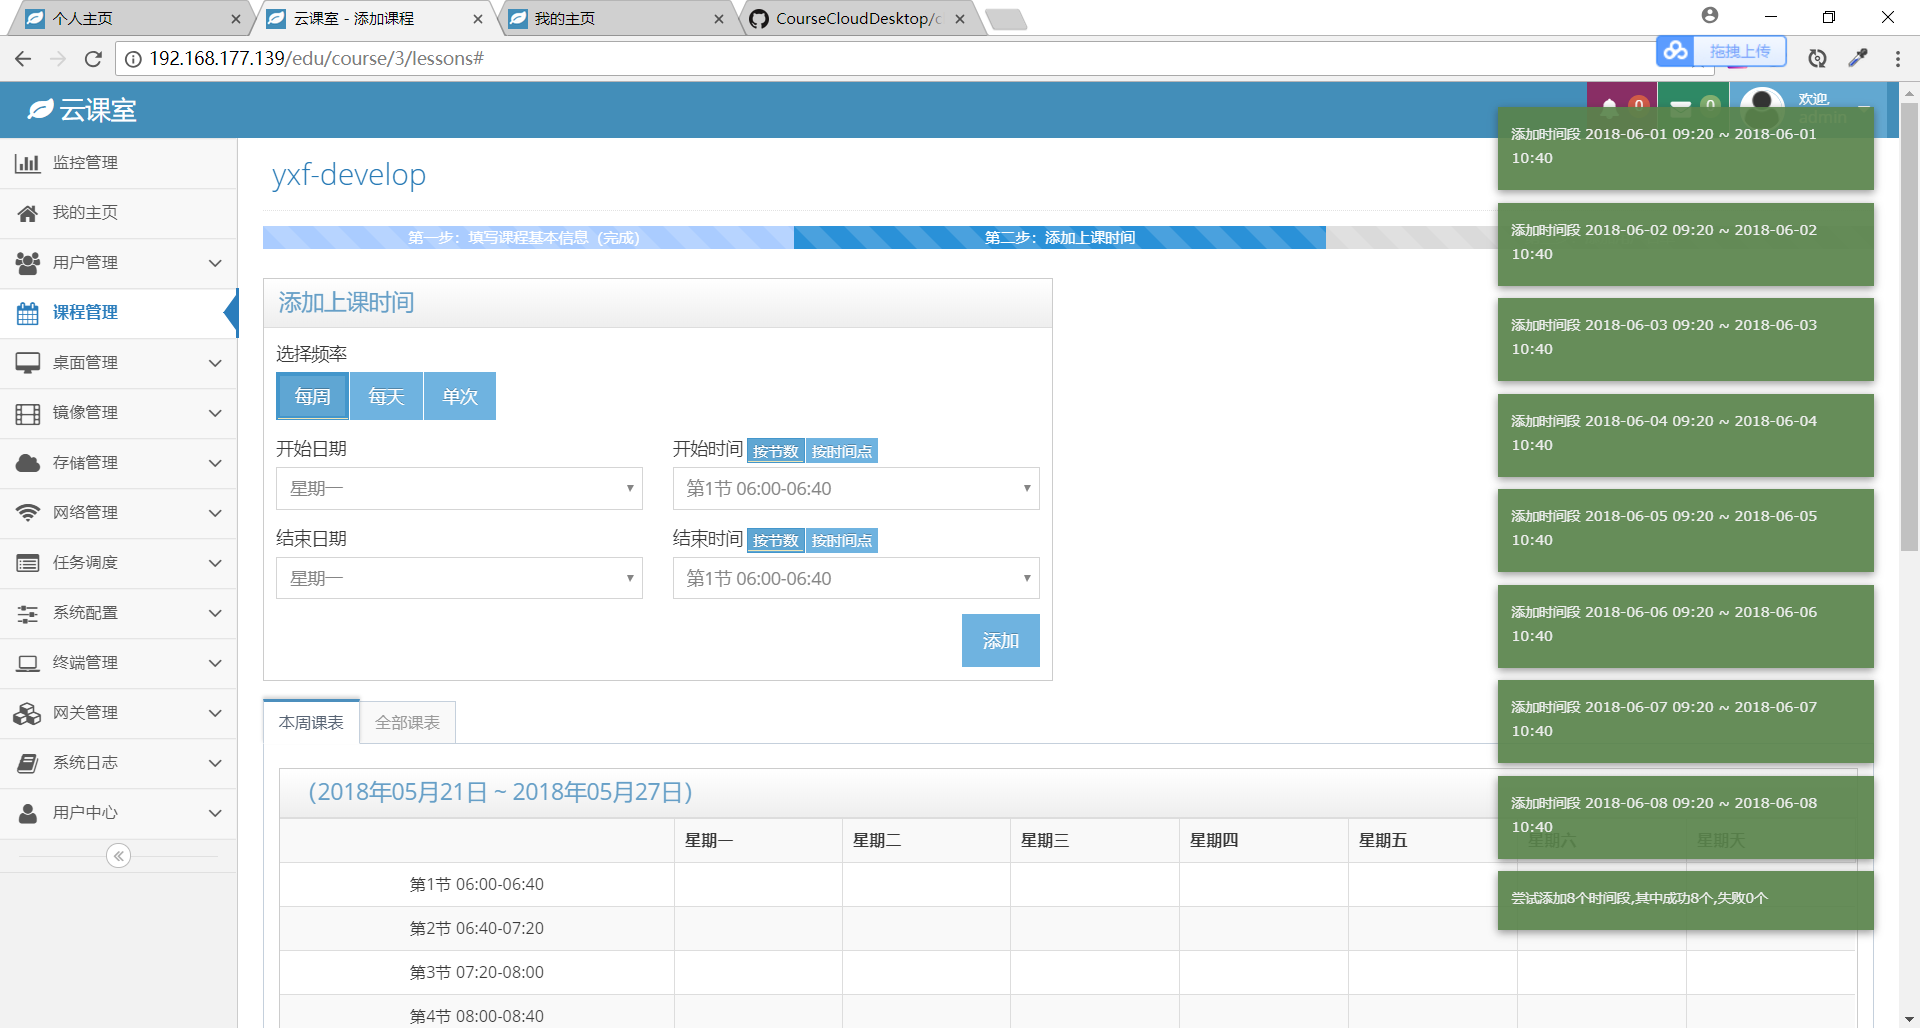 个人主页
云课室 - 添加课程
我的主页
CourseCloudDesktop/c
192.168.177.139/edu/course/3/lessons#
拖拽上传
云课室
0
0
欢迎,
admin
监控管理
我的主页
用户管理
课程管理
桌面管理
镜像管理
存储管理
网络管理
任务调度
系统配置
终端管理
网关管理
系统日志
用户中心
yxf-develop
第一步：填写课程基本信息（完成）
第二步：添加上课时间
添加上课时间
选择频率
每周
每天
单次
开始日期
开始时间
按节数
按时间点
星期一
第1节 06:00-06:40
结束日期
结束时间
按节数
按时间点
星期一
第1节 06:00-06:40
添加
本周课表
全部课表
(2018年05月21日 ~ 2018年05月27日)
星期一
星期二
星期三
星期四
星期五
星期六
星期天
第1节 06:00-06:40
第2节 06:40-07:20
第3节 07:20-08:00
第4节 08:00-08:40
添加时间段 2018-06-01 09:20 ~ 2018-06-01
10:40
添加时间段 2018-06-02 09:20 ~ 2018-06-02
10:40
添加时间段 2018-06-03 09:20 ~ 2018-06-03
10:40
添加时间段 2018-06-04 09:20 ~ 2018-06-04
10:40
添加时间段 2018-06-05 09:20 ~ 2018-06-05
10:40
添加时间段 2018-06-06 09:20 ~ 2018-06-06
10:40
添加时间段 2018-06-07 09:20 ~ 2018-06-07
10:40
添加时间段 2018-06-08 09:20 ~ 2018-06-08
10:40
尝试添加8个时间段,其中成功8个,失败0个